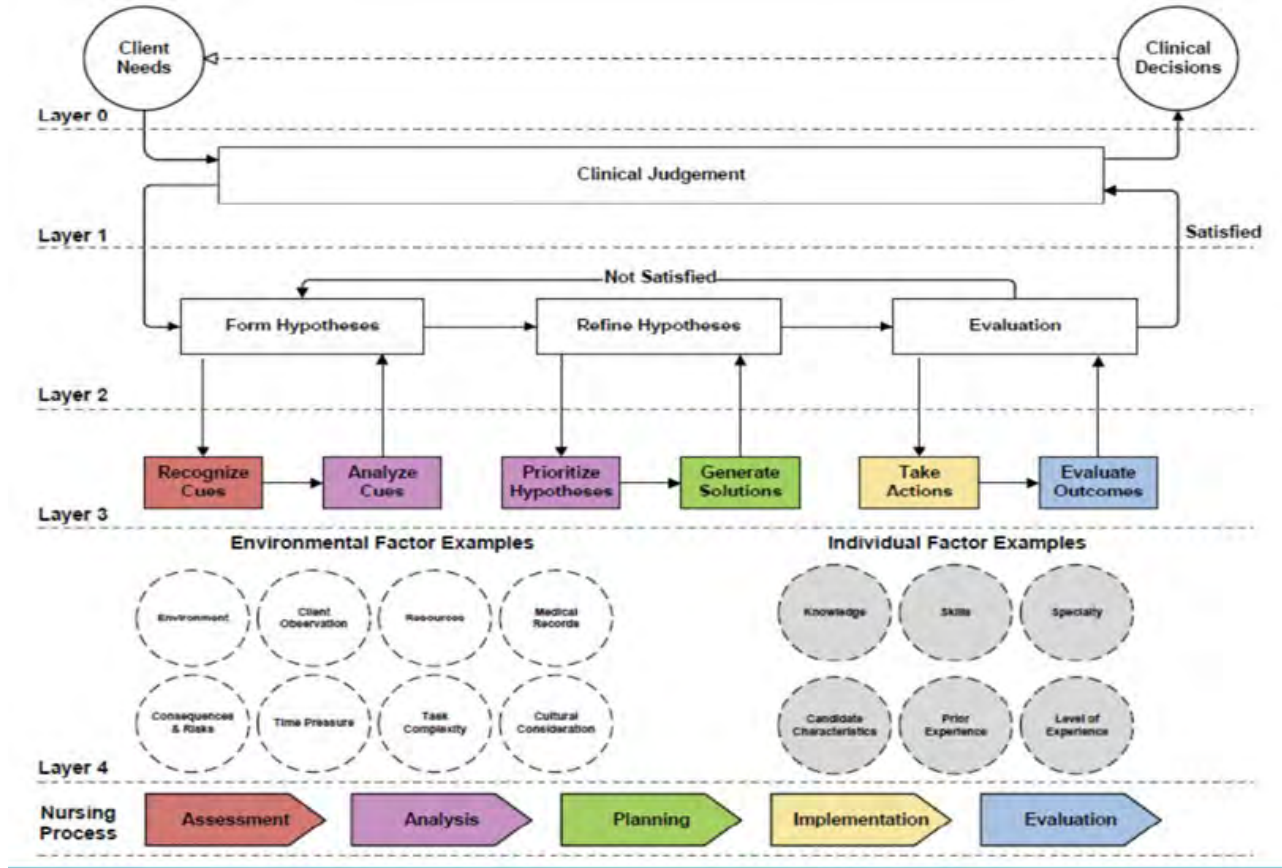 Client
Needs
Clinical
Decisions
Layer 0
Clinical Judgement
Layer 1
Satisfied
Not Satisfied
Form Hypotheses
Refine Hypotheses
Evaluation
Layer 2
Recognize
Cues
Analyze
Cues
Prioritize
Hypotheses
Generate
Solutions
Take
Actions
Evaluate
Outcomes
Layer 3
Environmental Factor Examples
Individual Factor Examples
Environment
Client
Observation
Resources
Medical
Records
Knowledge
Skills
Specialty
Consequences
& Risks
Time Pressure
Task
Complexity
Cultural
Consideration
Candidate
Characteristics
Prior
Experience
Level of
Experience
Layer 4
Nursing
Process
Assessment
Analysis
Planning
Implementation
Evaluation